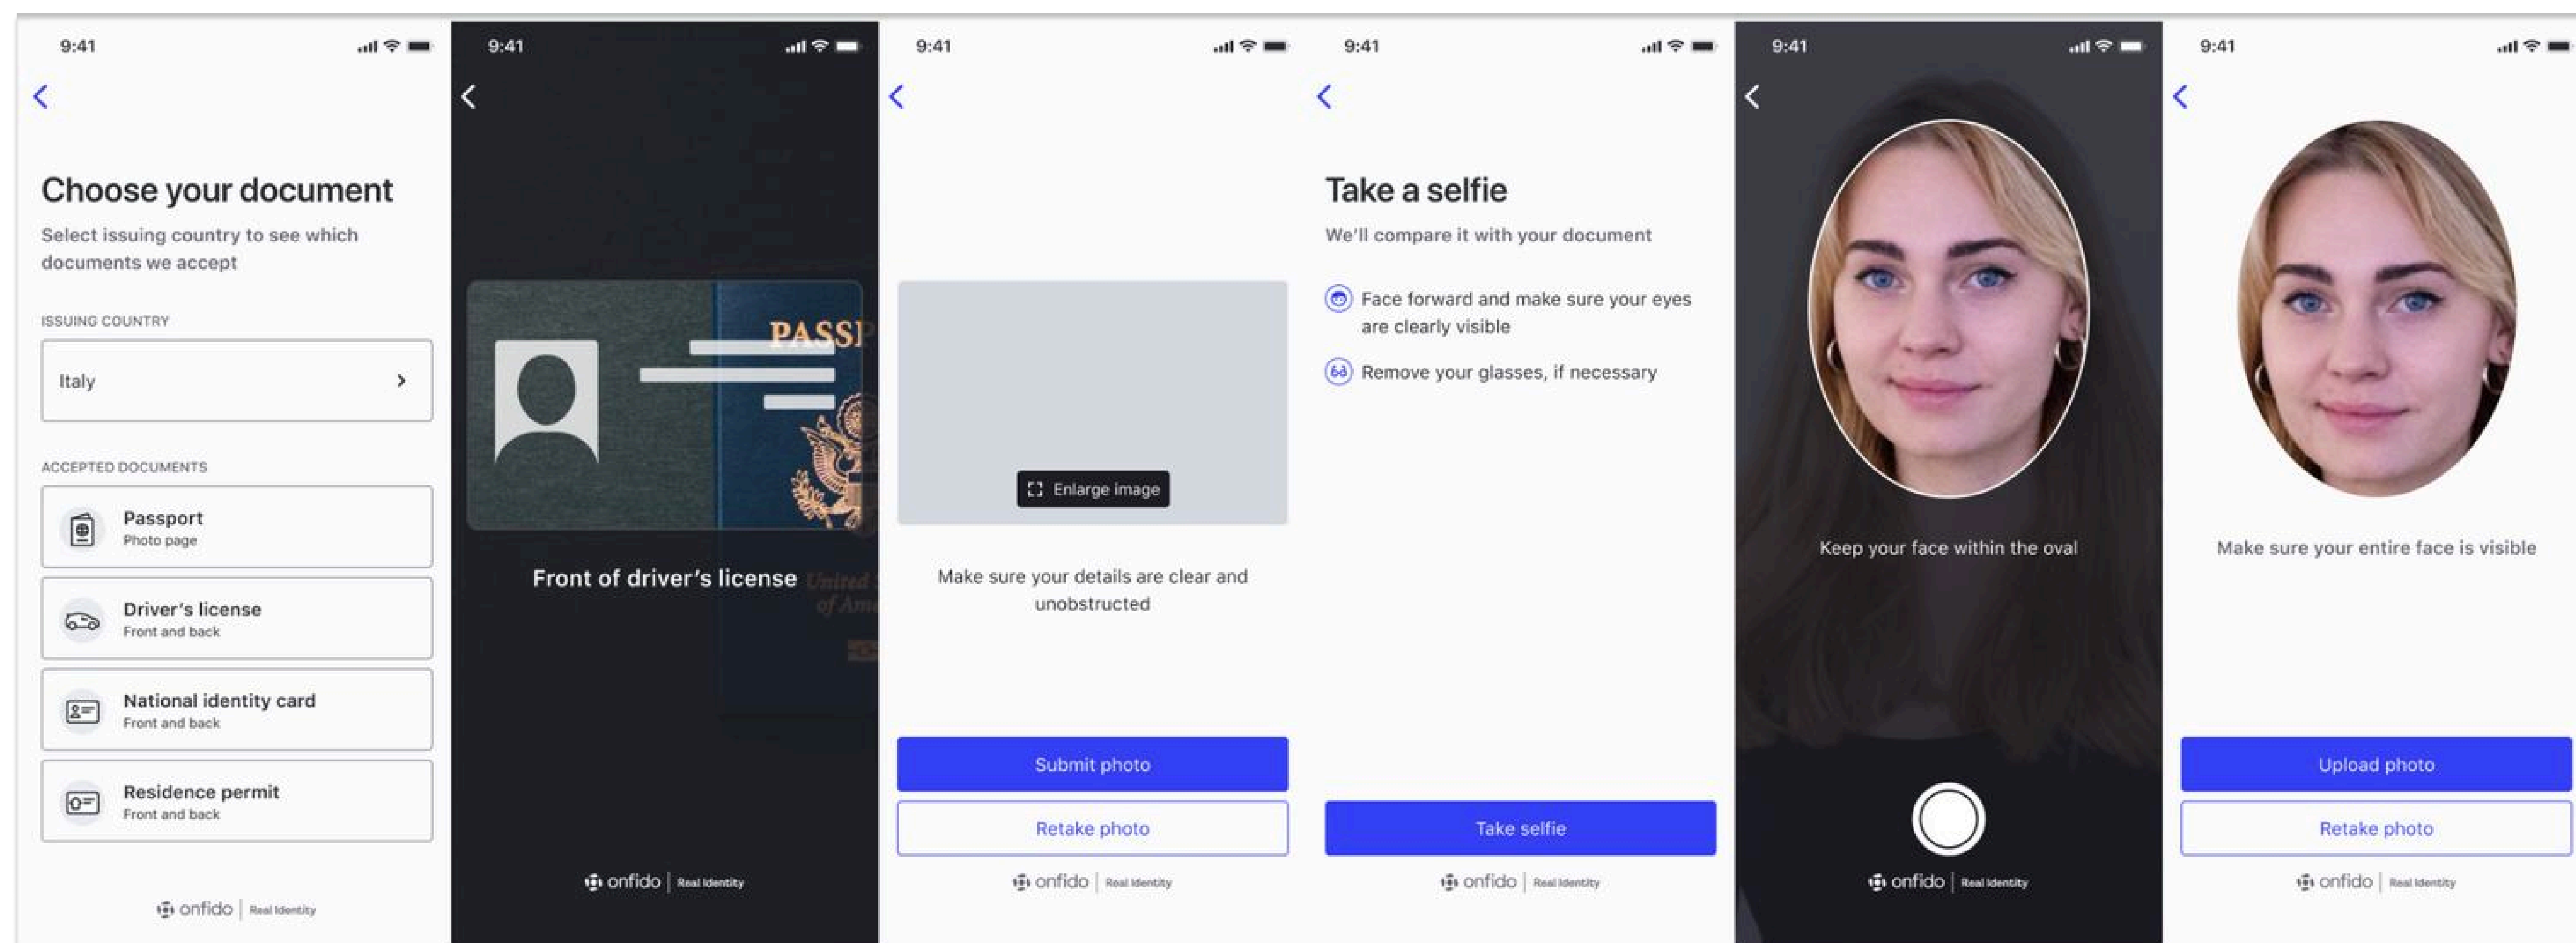 9:41
Choose your document
Select issuing country to see which
documents we accept
ISSUING COUNTRY
Italy
ACCEPTED DOCUMENTS
Passport
Photo page
Driver's license
Front and back
National identity card
Front and back
Residence permit
Front and back
onfido | Real Identity
9:41
PASSP
Front of driver's license
United S
of Ame
onfido | Real Identity
9:41
Enlarge image
Make sure your details are clear and
unobstructed
Submit photo
Retake photo
onfido | Real Identity
9:41
Take a selfie
We'll compare it with your document
Face forward and make sure your eyes
are clearly visible
Remove your glasses, if necessary
Take selfie
onfido | Real Identity
9:41
Keep your face within the oval
onfido | Real Identity
9:41
Make sure your entire face is visible
Upload photo
Retake photo
onfido | Real Identity